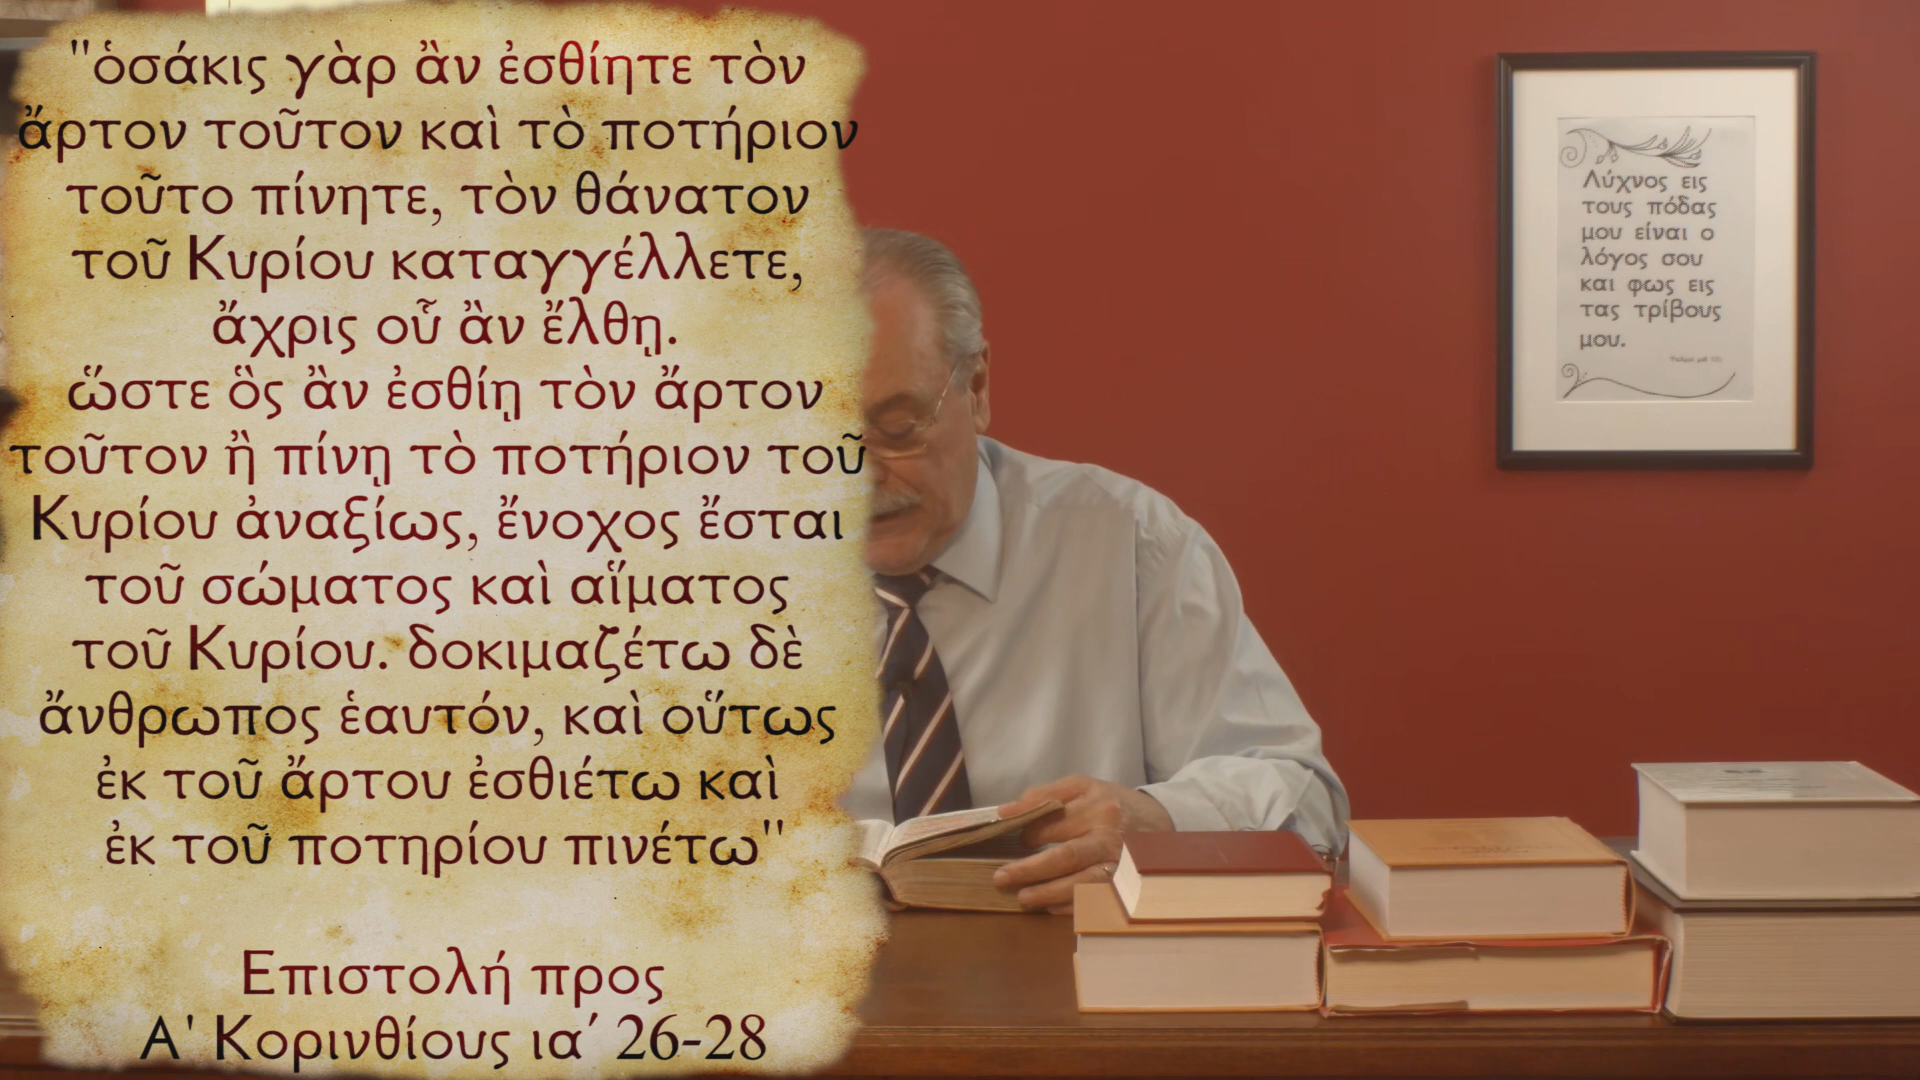 "ὁσάκις γὰρ ἂν ἐσθίητε τὸν
ἄρτον τοῦτον καὶ τὸ ποτήριον
τοῦτο πίνητε, τὸν θάνατον
τοῦ Κυρίου καταγγέλλετε,
ἄχρις οὗ ἂν ἔλθῃ.
ὥστε ὃς ἂν ἐσθίῃ τὸν ἄρτον
τοῦτον ἢ πίνῃ τὸ ποτήριον τοῦ
Κυρίου ἀναξίως, ἔνοχος ἔσται
τοῦ σώματος καὶ αἵματος
τοῦ Κυρίου. δοκιμαζέτω δὲ
ἄνθρωπος ἑαυτόν, καὶ οὕτως
ἐκ τοῦ ἄρτου ἐσθιέτω καὶ
ἐκ τοῦ ποτηρίου πινέτω"
Επιστολή προς
Α' Κορινθίους ια΄ 26-28
Λύχνος εις
τους πόδας
μου είναι ο
λόγος σου
και φως εις
τας τρίβους
μου.